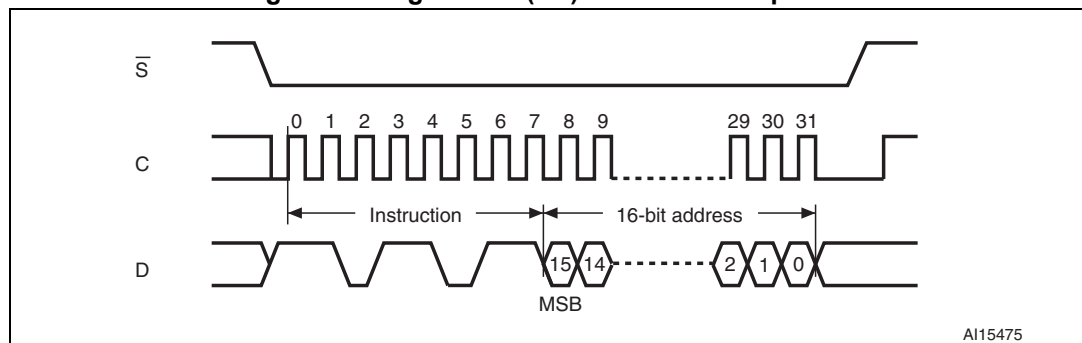 S
0 1 2 3 4 5 6 7 8 9 29 30 31
C
Instruction 16-bit address
D 15 14 2 1 0
MSB
AI15475